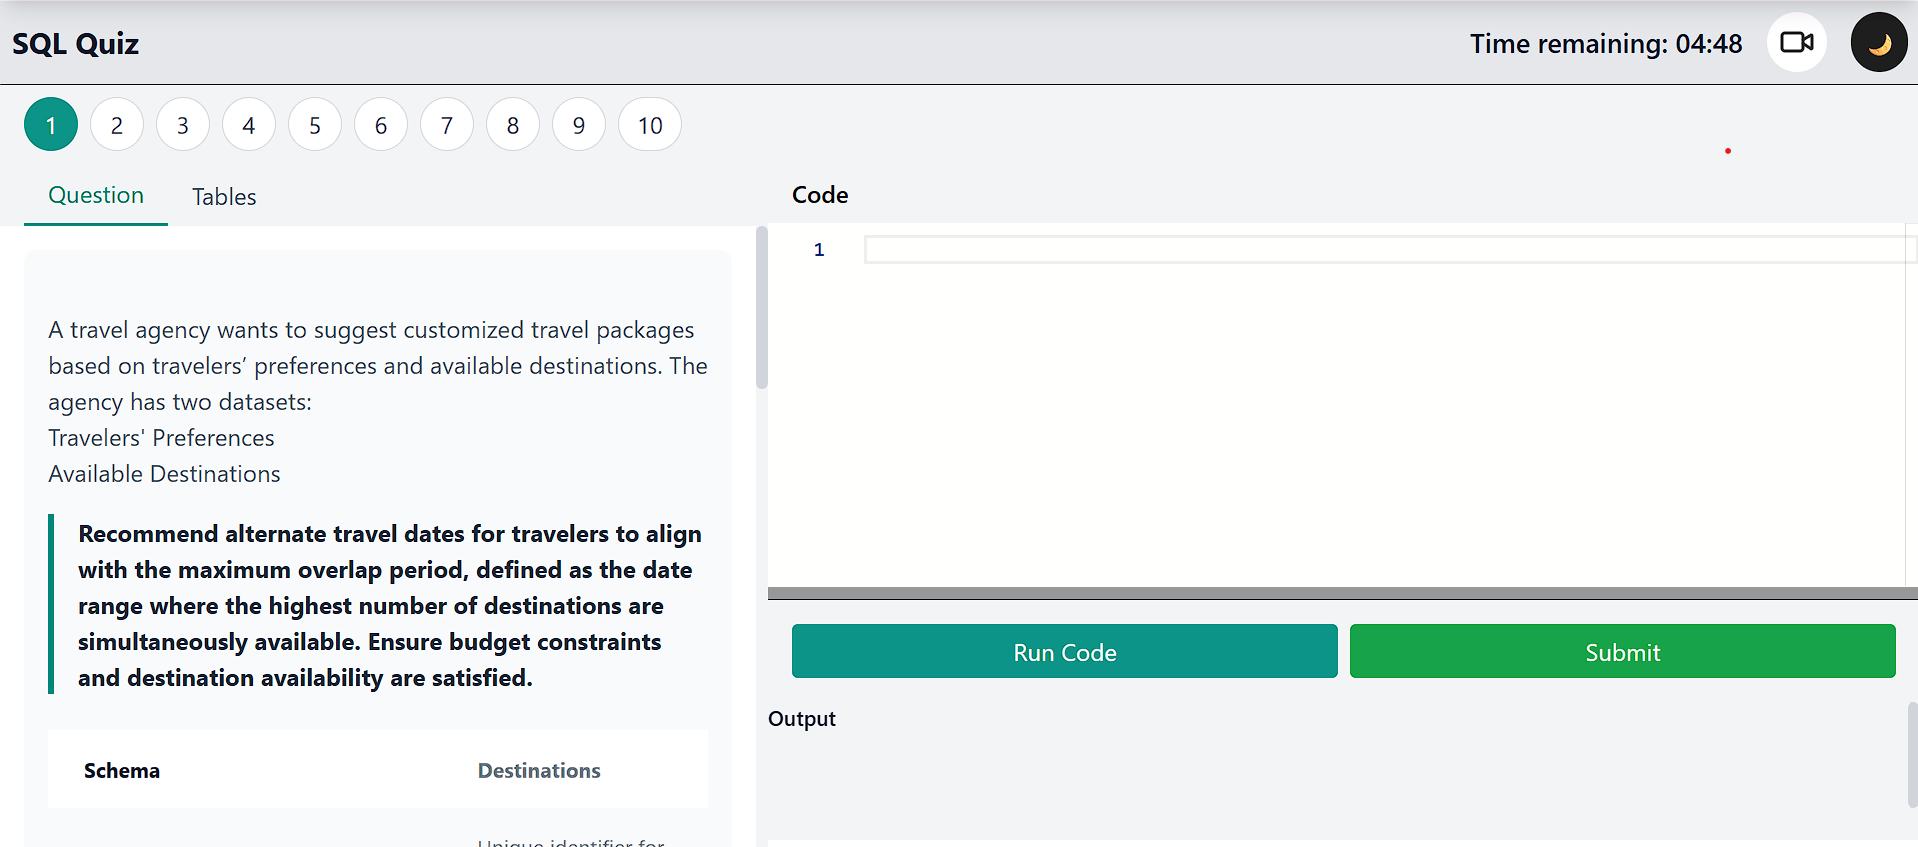 SQL Quiz
Time remaining: 04:48
1 2 3 4 5 6 7 8 9 10
Question Tables
Code
1
A travel agency wants to suggest customized travel packages
based on travelers’ preferences and available destinations. The
agency has two datasets:
Travelers' Preferences
Available Destinations
Recommend alternate travel dates for travelers to align
with the maximum overlap period, defined as the date
range where the highest number of destinations are
simultaneously available. Ensure budget constraints
and destination availability are satisfied.
Schema Destinations
Unique identifier for
Run Code
Submit
Output